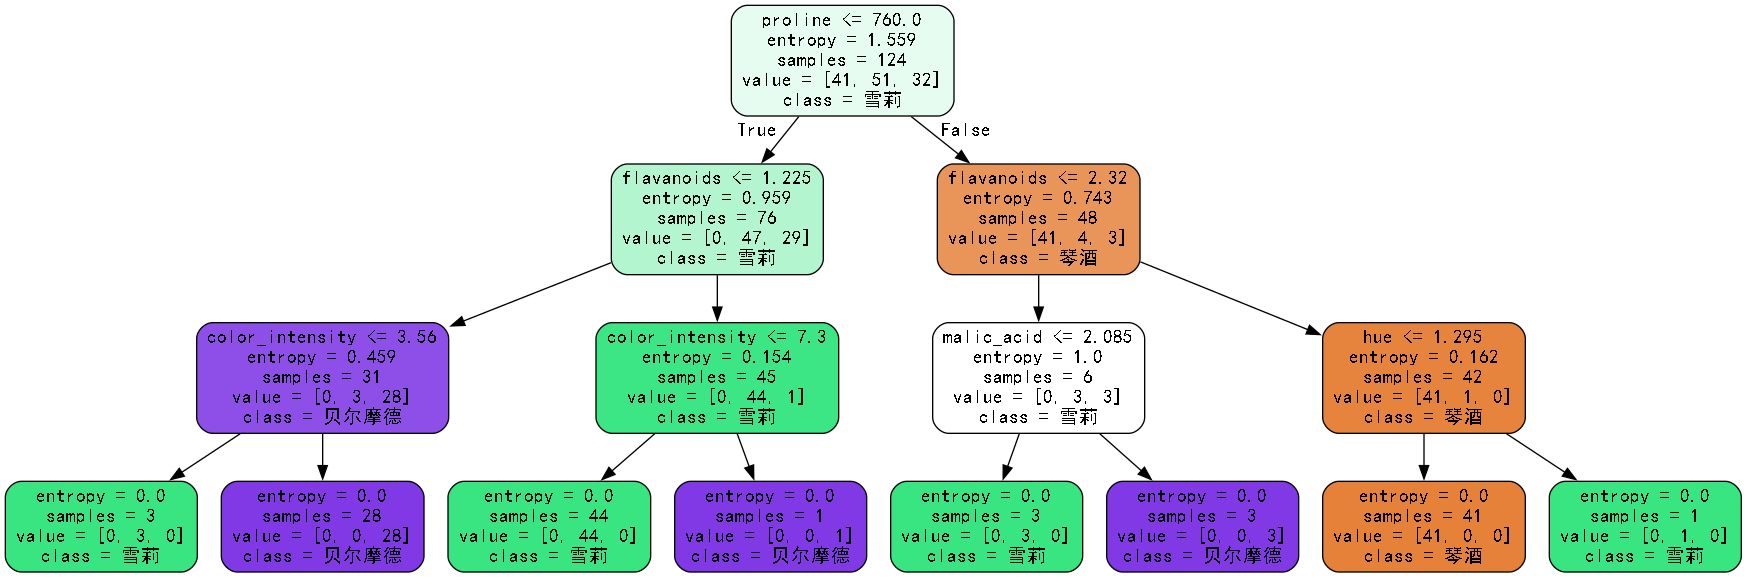 proline <= 760.0
entropy = 1.559
samples = 124
value = [41, 51, 32]
class = 雪莉
True
False
flavanoids <= 1.225
entropy = 0.959
samples = 76
value = [0, 47, 29]
class = 雪莉
flavanoids <= 2.32
entropy = 0.743
samples = 48
value = [41, 4, 3]
class = 琴酒
color_intensity <= 3.56
entropy = 0.459
samples = 31
value = [0, 3, 28]
class = 贝尔摩德
color_intensity <= 7.3
entropy = 0.154
samples = 45
value = [0, 44, 1]
class = 雪莉
malic_acid <= 2.085
entropy = 1.0
samples = 6
value = [0, 3, 3]
class = 雪莉
hue <= 1.295
entropy = 0.162
samples = 42
value = [41, 1, 0]
class = 琴酒
entropy = 0.0
samples = 3
value = [0, 3, 0]
class = 雪莉
entropy = 0.0
samples = 28
value = [0, 0, 28]
class = 贝尔摩德
entropy = 0.0
samples = 44
value = [0, 44, 0]
class = 雪莉
entropy = 0.0
samples = 1
value = [0, 0, 1]
class = 贝尔摩德
entropy = 0.0
samples = 3
value = [0, 3, 0]
class = 雪莉
entropy = 0.0
samples = 3
value = [0, 0, 3]
class = 贝尔摩德
entropy = 0.0
samples = 41
value = [41, 0, 0]
class = 琴酒
entropy = 0.0
samples = 1
value = [0, 1, 0]
class = 雪莉